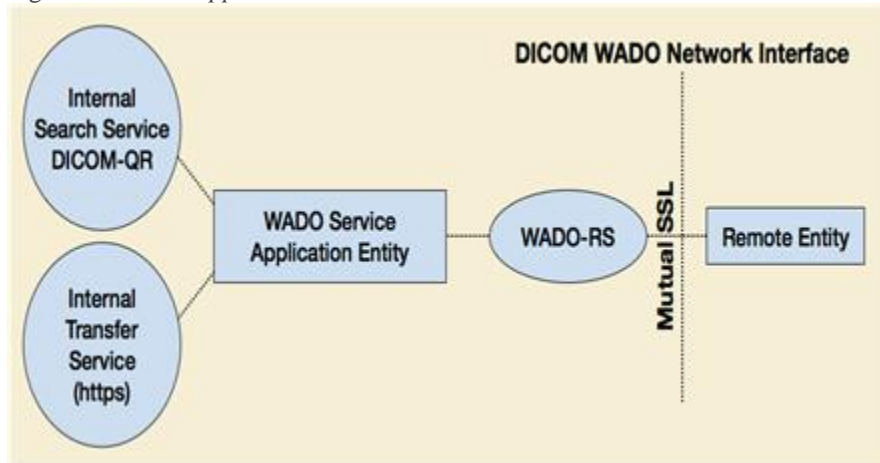 DICOM WADO Network Interface
Internal
Search Service
DICOM-QR
WADO Service
Application Entity
WADO-RS
Mutual SSL
Remote Entity
Internal
Transfer
Service
(https)